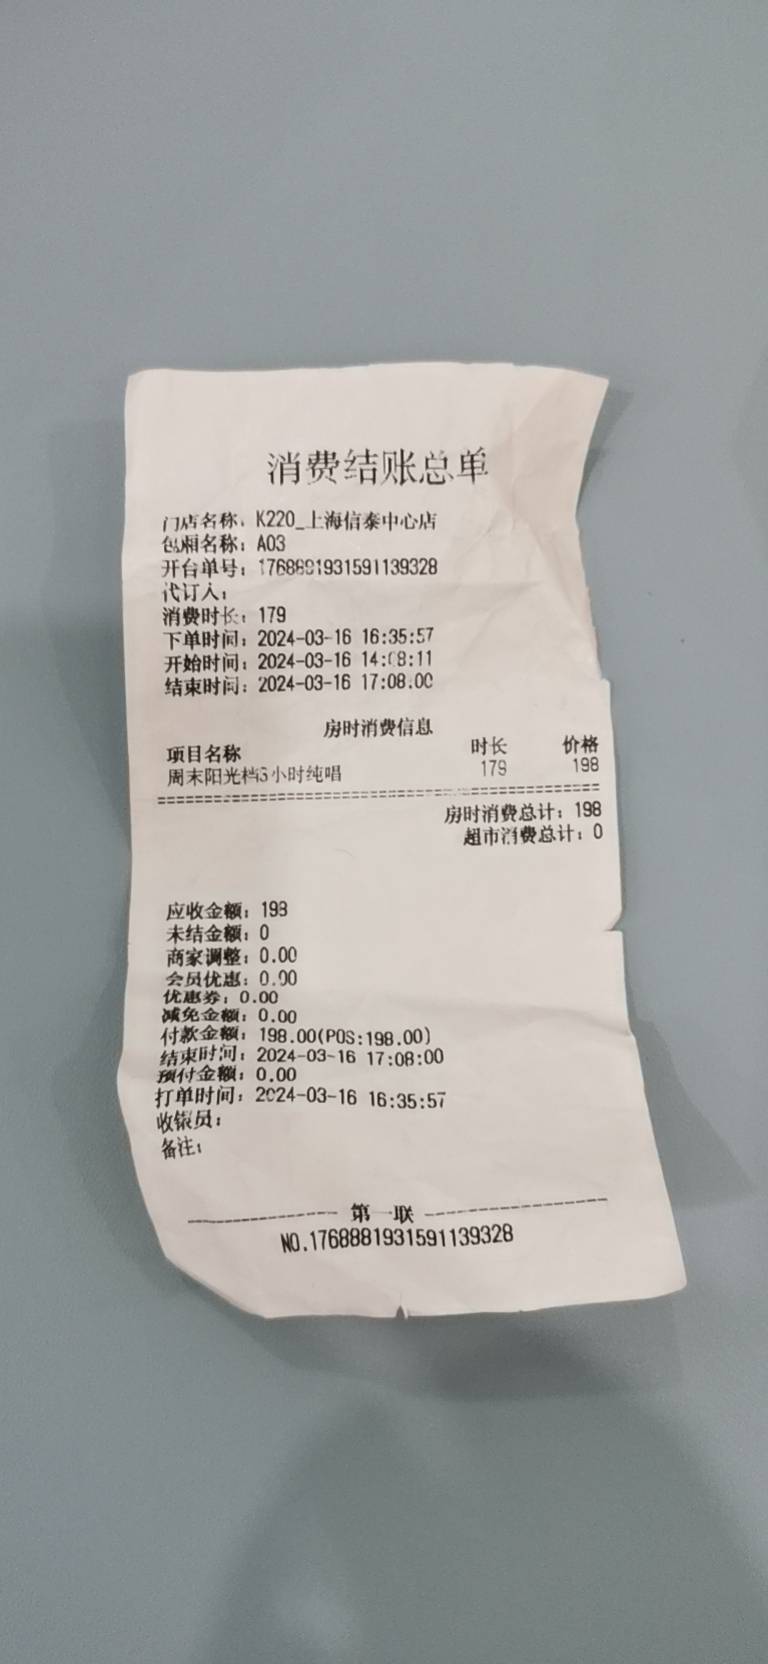 消费结账总单
门店名称：K220_上海信泰中心店
包厢名称：A03
开台单号：1768881931591139328
代订人：
消费时长：179
下单时间：2024-03-16 16:35:57
开始时间：2024-03-16 14:08:11
结束时间：2024-03-16 17:08:00
房时消费信息
项目名称 时长 价格
周末阳光档3小时纯唱 179 198
房时消费总计：198
超市消费总计：0
应收金额：198
未结金额：0
商家调整：0.00
会员优惠：0.00
优惠券：0.00
减免金额：0.00
付款金额：198.00(POS:198.00)
结束时间：2024-03-16 17:08:00
预付金额：0.00
打单时间：2024-03-16 16:35:57
收银员：
备注：
第一联
NO.1768881931591139328